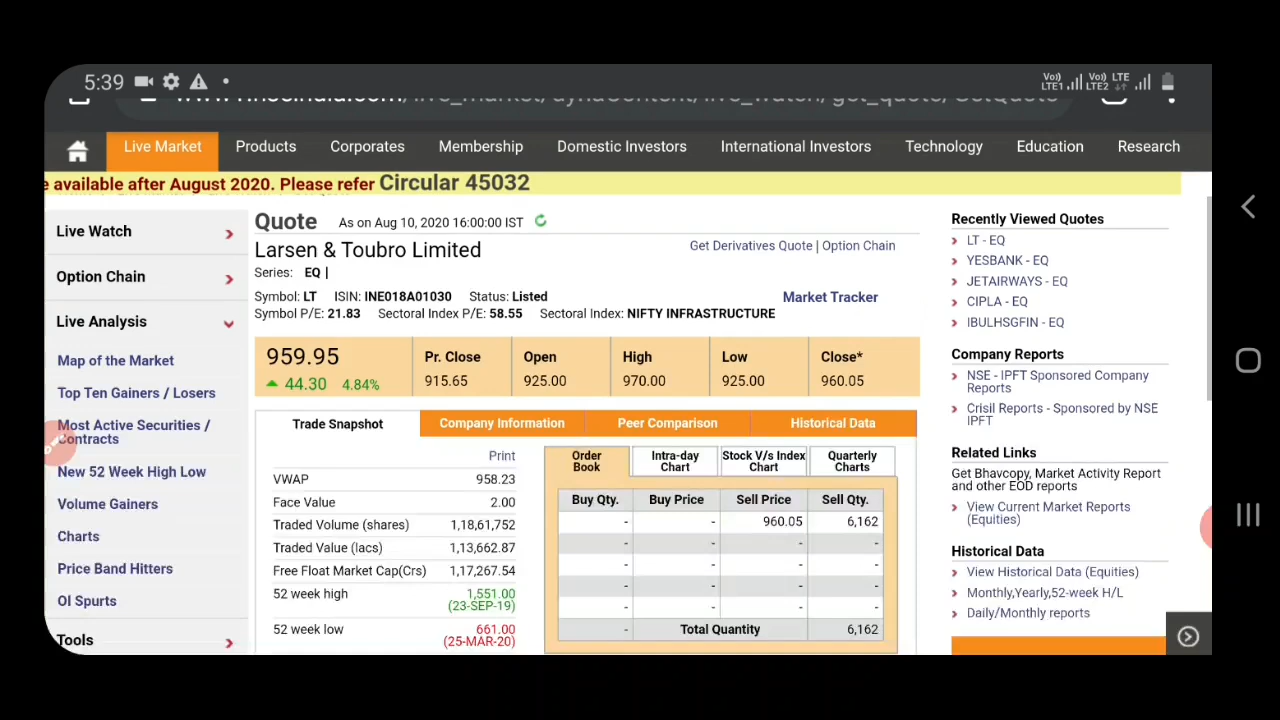 5:39
Vo) LTE1 Vo) LTE LTE2
Live Market Products Corporates Membership Domestic Investors International Investors Technology Education Research
e available after August 2020. Please refer Circular 45032
Live Watch
Option Chain
Live Analysis
Map of the Market
Top Ten Gainers / Losers
Most Active Securities /
Contracts
New 52 Week High Low
Volume Gainers
Charts
Price Band Hitters
OI Spurts
Tools
Quote As on Aug 10, 2020 16:00:00 IST
Larsen & Toubro Limited
Get Derivatives Quote | Option Chain
Series: EQ |
Symbol: LT ISIN: INE018A01030 Status: Listed
Market Tracker
Symbol P/E: 21.83 Sectoral Index P/E: 58.55 Sectoral Index: NIFTY INFRASTRUCTURE
959.95 Pr. Close Open High Low Close*
44.30 4.84% 915.65 925.00 970.00 925.00 960.05
Trade Snapshot Company Information Peer Comparison Historical Data
Print
VWAP 958.23
Face Value 2.00
Traded Volume (shares) 1,18,61,752
Traded Value (lacs) 1,13,662.87
Free Float Market Cap(Crs) 1,17,267.54
52 week high 1,551.00
(23-SEP-19)
52 week low 661.00
(25-MAR-20)
Order Book Intra-day Chart Stock V/s Index Chart Quarterly Charts
Buy Qty. Buy Price Sell Price Sell Qty.
- - 960.05 6,162
- - - -
- - - -
- - - -
- - - -
- Total Quantity 6,162
Recently Viewed Quotes
LT - EQ
YESBANK - EQ
JETAIRWAYS - EQ
CIPLA - EQ
IBULHSGFIN - EQ
Company Reports
NSE - IPFT Sponsored Company
Reports
Crisil Reports - Sponsored by NSE
IPFT
Related Links
Get Bhavcopy, Market Activity Report
and other EOD reports
View Current Market Reports
(Equities)
Historical Data
View Historical Data (Equities)
Monthly,Yearly,52-week H/L
Daily/Monthly reports